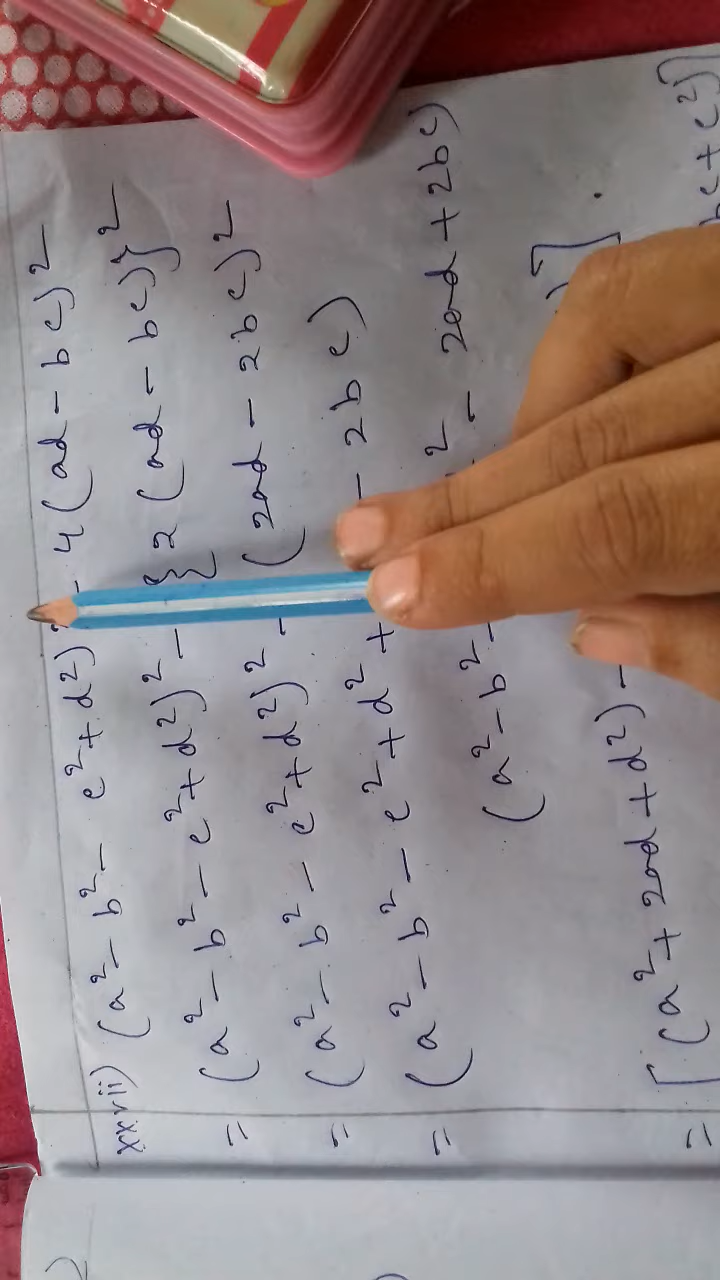 xxvii) (a² - b² - c² + d²)² - 4(ad - bc)²
= (a² - b² - c² + d²)² - {2(ad - bc)}²
= (a² - b² - c² + d²)² - (2ad - 2bc)²
= (a² - b² - c² + d² + - 2bc)
(a² - b² - ² - 2ad + 2bc)
= [(a² + 2ad + d²) - )].
bc + c²)]